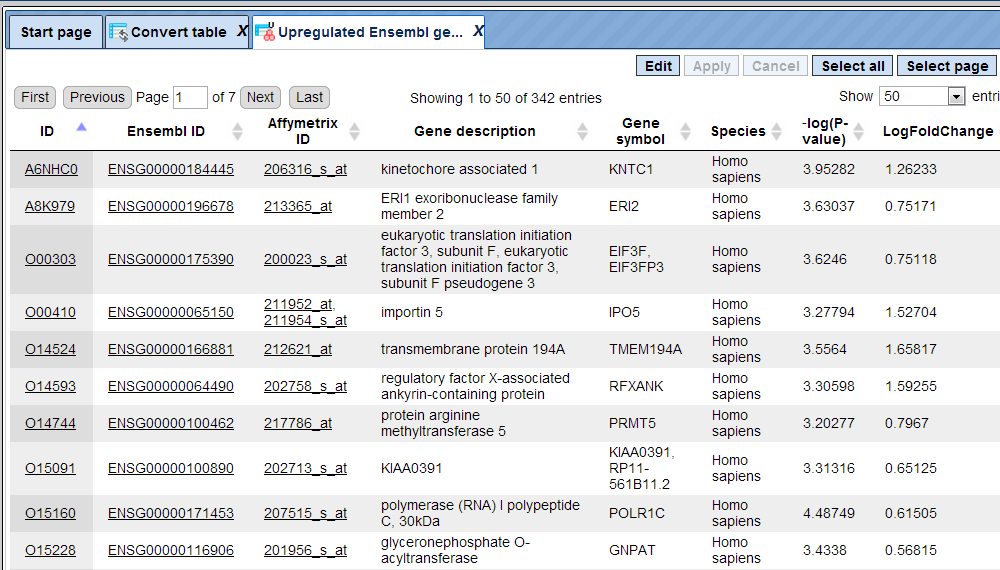 Start page
Convert table X
Upregulated Ensembl ge... X
Edit Apply Cancel Select all Select page
First Previous Page 1 of 7 Next Last
Showing 1 to 50 of 342 entries
Show 50 entri
ID
Ensembl ID
Affymetrix
ID
Gene description
Gene
symbol
Species
-log(P-
value)
LogFoldChange
A6NHC0
ENSG00000184445
206316_s_at
kinetochore associated 1
KNTC1
Homo
sapiens
3.95282
1.26233
A8K979
ENSG00000196678
213365_at
ERI1 exoribonuclease family
member 2
ERI2
Homo
sapiens
3.63037
0.75171
O00303
ENSG00000175390
200023_s_at
eukaryotic translation initiation
factor 3, subunit F, eukaryotic
translation initiation factor 3,
subunit F pseudogene 3
EIF3F,
EIF3FP3
Homo
sapiens
3.6246
0.75118
O00410
ENSG00000065150
211952_at,
211954_s_at
importin 5
IPO5
Homo
sapiens
3.27794
1.52704
O14524
ENSG00000166881
212621_at
transmembrane protein 194A
TMEM194A
Homo
sapiens
3.5564
1.65817
O14593
ENSG00000064490
202758_s_at
regulatory factor X-associated
ankyrin-containing protein
RFXANK
Homo
sapiens
3.30598
1.59255
O14744
ENSG00000100462
217786_at
protein arginine
methyltransferase 5
PRMT5
Homo
sapiens
3.20277
0.7967
O15091
ENSG00000100890
202713_s_at
KIAA0391
KIAA0391,
RP11-
561B11.2
Homo
sapiens
3.31316
0.65125
O15160
ENSG00000171453
207515_s_at
polymerase (RNA) I polypeptide
C, 30kDa
POLR1C
Homo
sapiens
4.48749
0.61505
O15228
ENSG00000116906
201956_s_at
glyceronephosphate O-
acyltransferase
GNPAT
Homo
sapiens
3.4338
0.56815